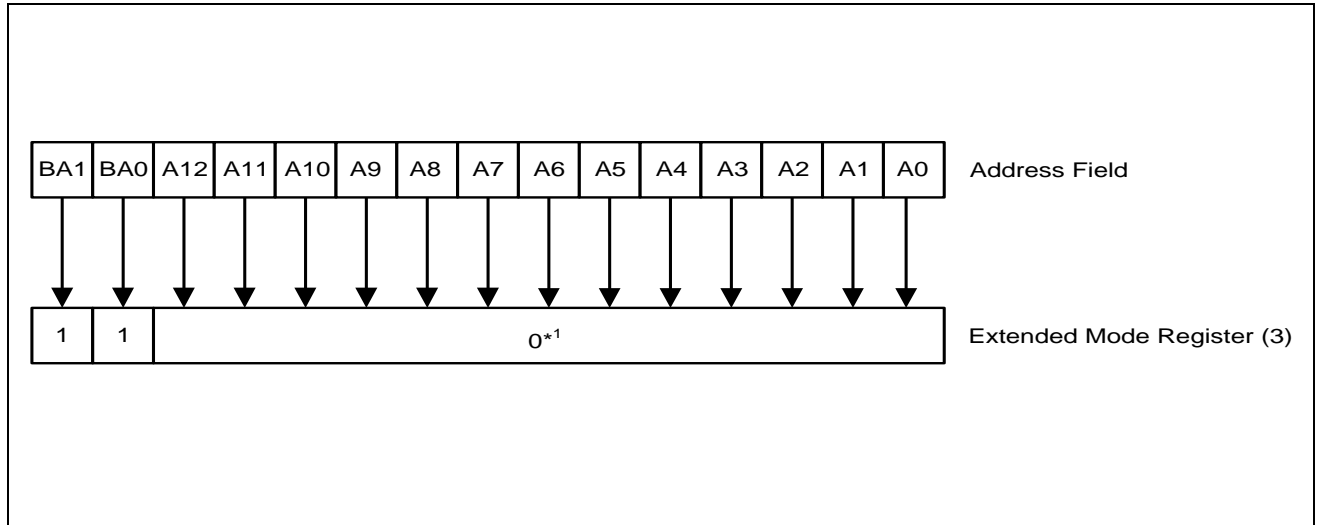 BA1 BA0 A12 A11 A10 A9 A8 A7 A6 A5 A4 A3 A2 A1 A0 Address Field
1 1 0*1 Extended Mode Register (3)